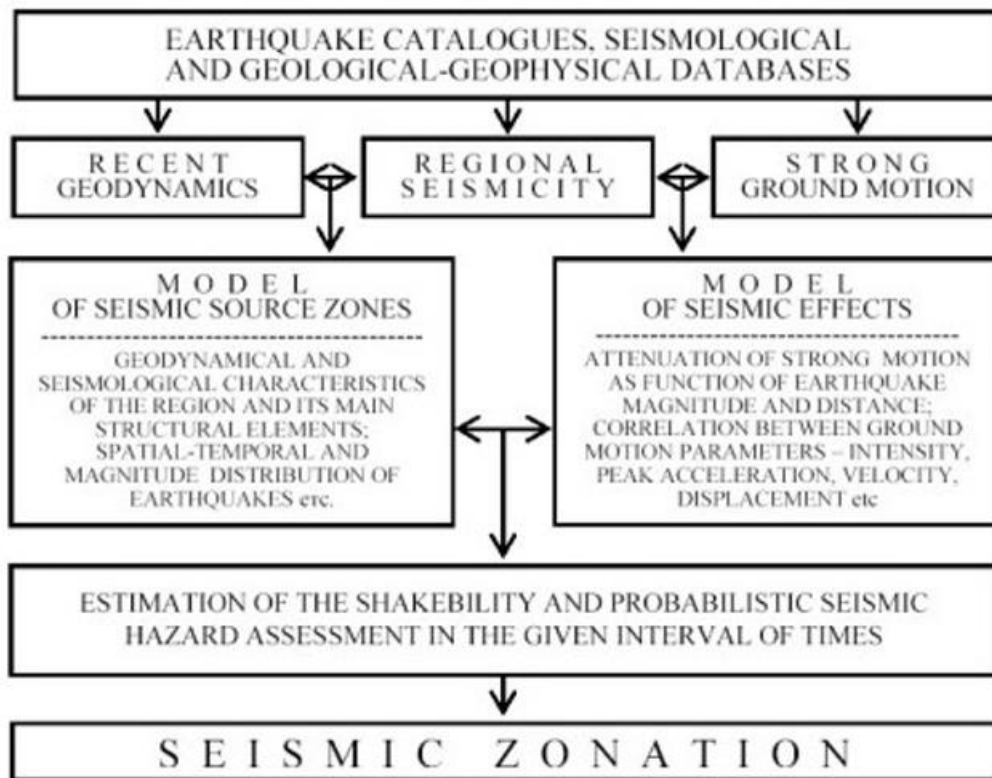 EARTHQUAKE CATALOGUES, SEISMOLOGICAL
AND GEOLOGICAL-GEOPHYSICAL DATABASES
RECENT
GEODYNAMICS
REGIONAL
SEISMICITY
STRONG
GROUND MOTION
MODEL
OF SEISMIC SOURCE ZONES
GEODYNAMICAL AND
SEISMOLOGICAL CHARACTERISTICS
OF THE REGION AND ITS MAIN
STRUCTURAL ELEMENTS;
SPATIAL-TEMPORAL AND
MAGNITUDE DISTRIBUTION OF
EARTHQUAKES etc.
MODEL
OF SEISMIC EFFECTS
ATTENUATION OF STRONG MOTION
AS FUNCTION OF EARTHQUAKE
MAGNITUDE AND DISTANCE;
CORRELATION BETWEEN GROUND
MOTION PARAMETERS – INTENSITY,
PEAK ACCELERATION, VELOCITY,
DISPLACEMENT etc
ESTIMATION OF THE SHAKEBILITY AND PROBABILISTIC SEISMIC
HAZARD ASSESSMENT IN THE GIVEN INTERVAL OF TIMES
SEISMIC ZONATION